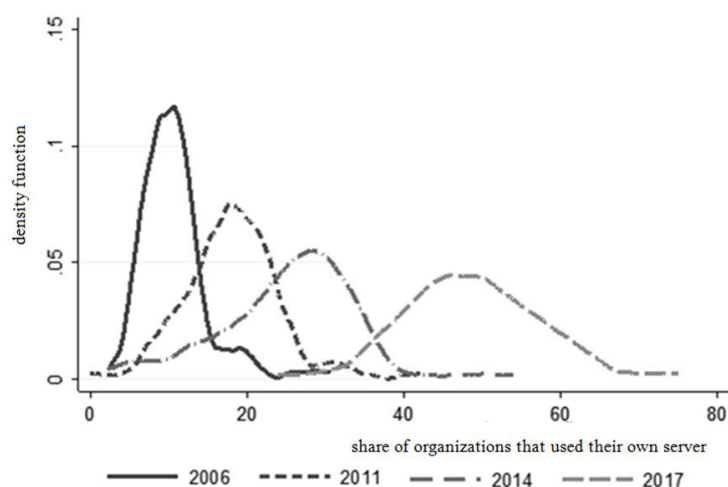 .15
.1
.05
0
density function
0 20 40 60 80
share of organizations that used their own server
2006 2011 2014 2017